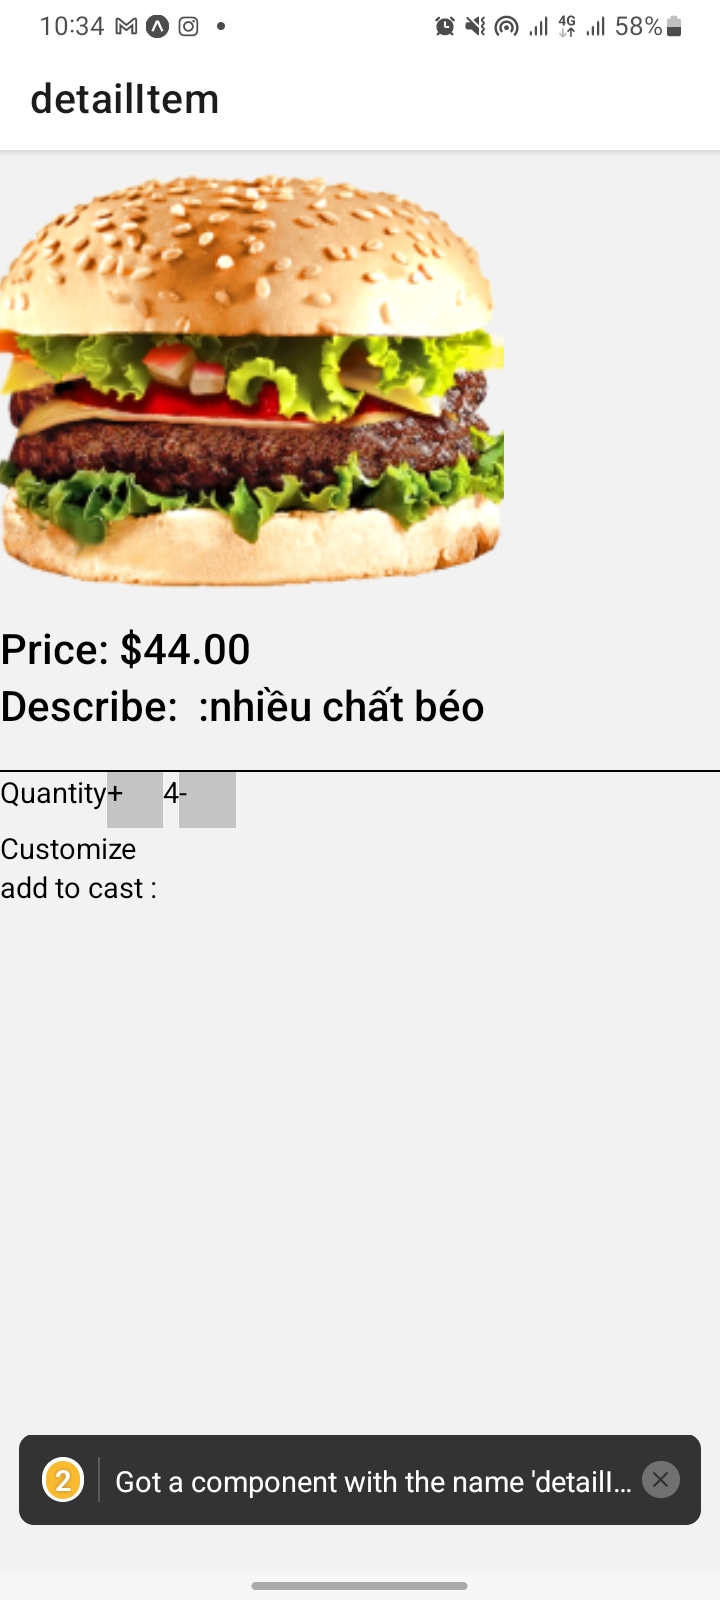 10:34 4G 58%
detailItem
Price: $44.00
Describe:  :nhiều chất béo
Quantity+ 4-
Customize
add to cast :
2 Got a component with the name 'detailI...